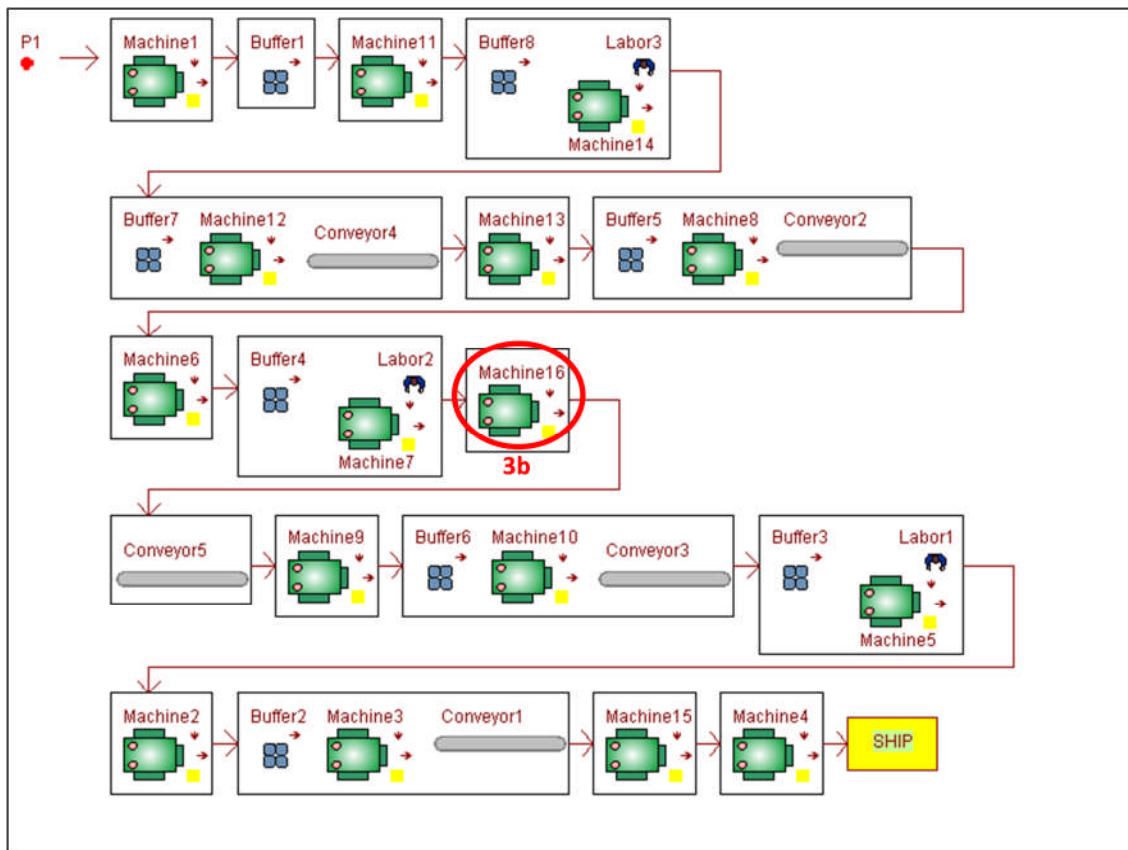 P1
Machine1
Buffer1
Machine11
Buffer8
Labor3
Machine14
Buffer7
Machine12
Conveyor4
Machine13
Buffer5
Machine8
Conveyor2
Machine6
Buffer4
Labor2
Machine7
Machine16
3b
Conveyor5
Machine9
Buffer6
Machine10
Conveyor3
Buffer3
Labor1
Machine5
Machine2
Buffer2
Machine3
Conveyor1
Machine15
Machine4
SHIP